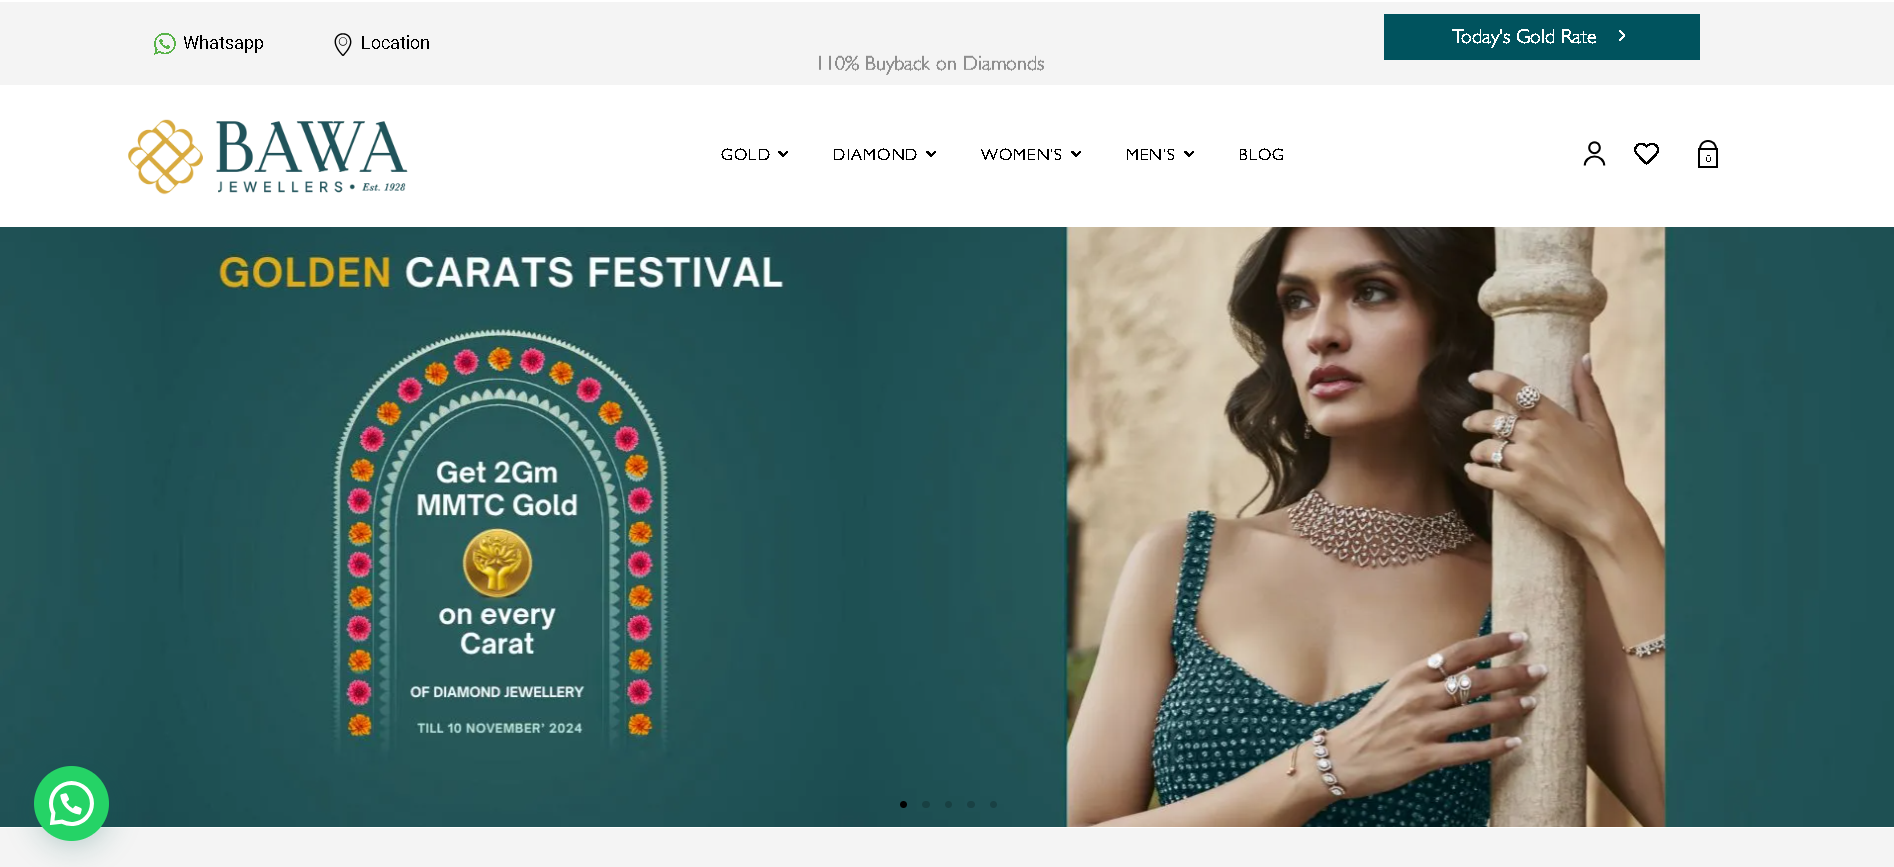 Whatsapp
Location
110% Buyback on Diamonds
Today's Gold Rate
BAWA
JEWELLERS • Est. 1928
GOLD
DIAMOND
WOMEN'S
MEN'S
BLOG
0
GOLDEN CARATS FESTIVAL
Get 2Gm
MMTC Gold
on every
Carat
OF DIAMOND JEWELLERY
TILL 10 NOVEMBER' 2024